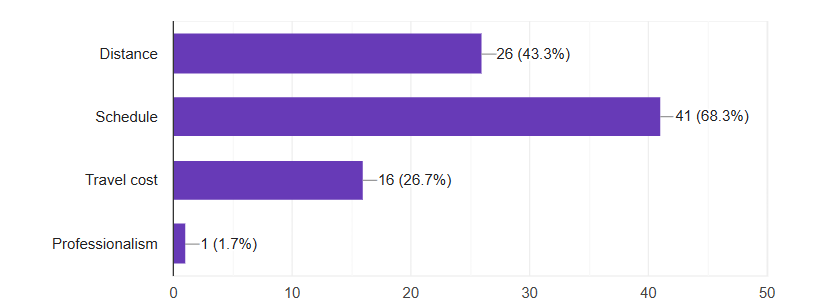 Distance 26 (43.3%)
Schedule 41 (68.3%)
Travel cost 16 (26.7%)
Professionalism 1 (1.7%)
0 10 20 30 40 50